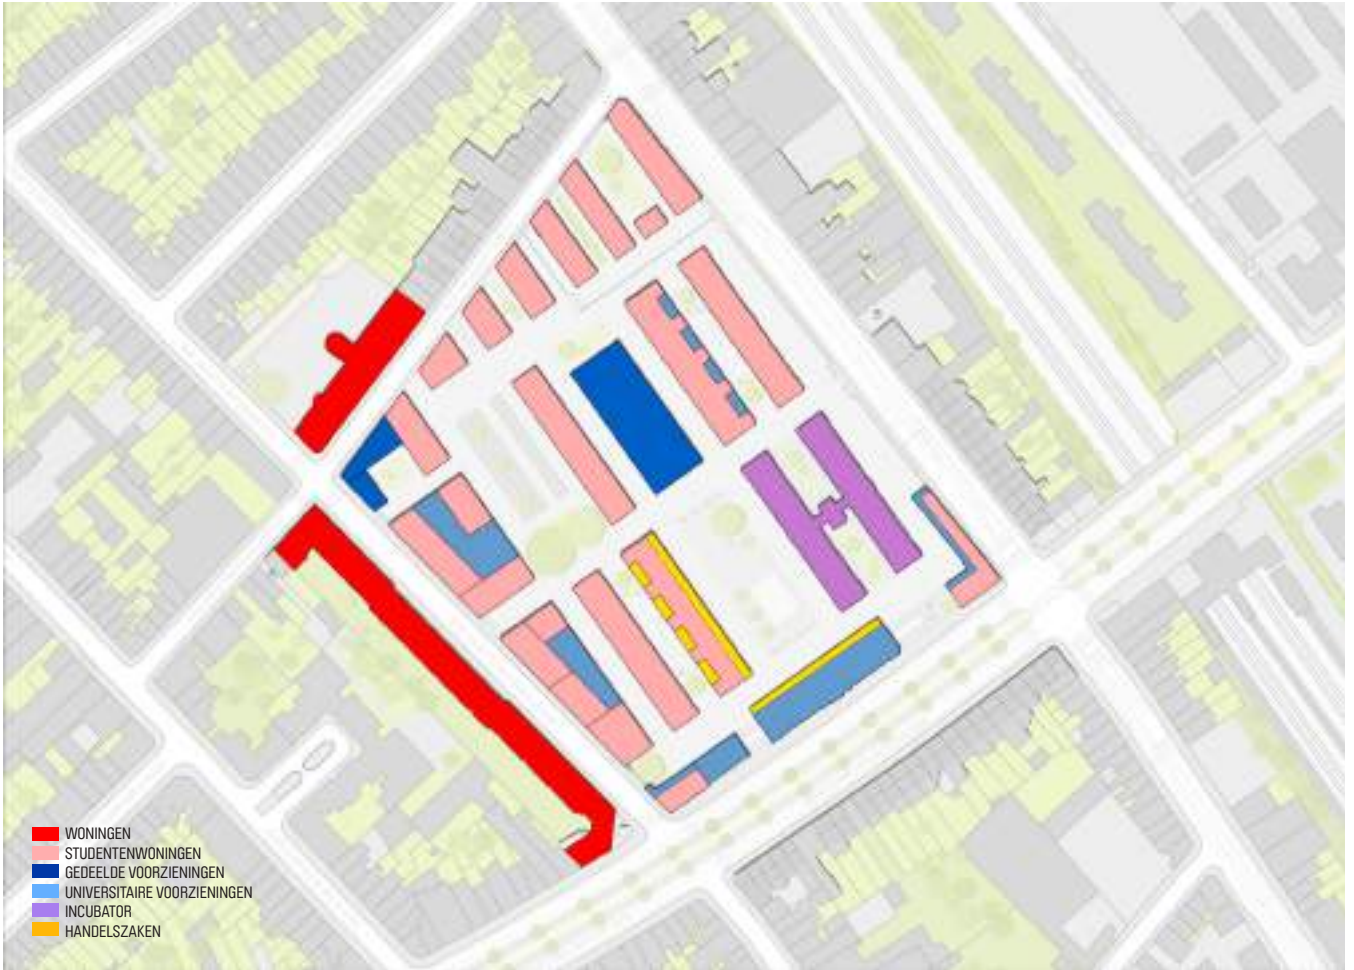 WONINGEN
STUDENTENWONINGEN
GEDEELDE VOORZIENINGEN
UNIVERSITAIRE VOORZIENINGEN
INCUBATOR
HANDELSZAKEN